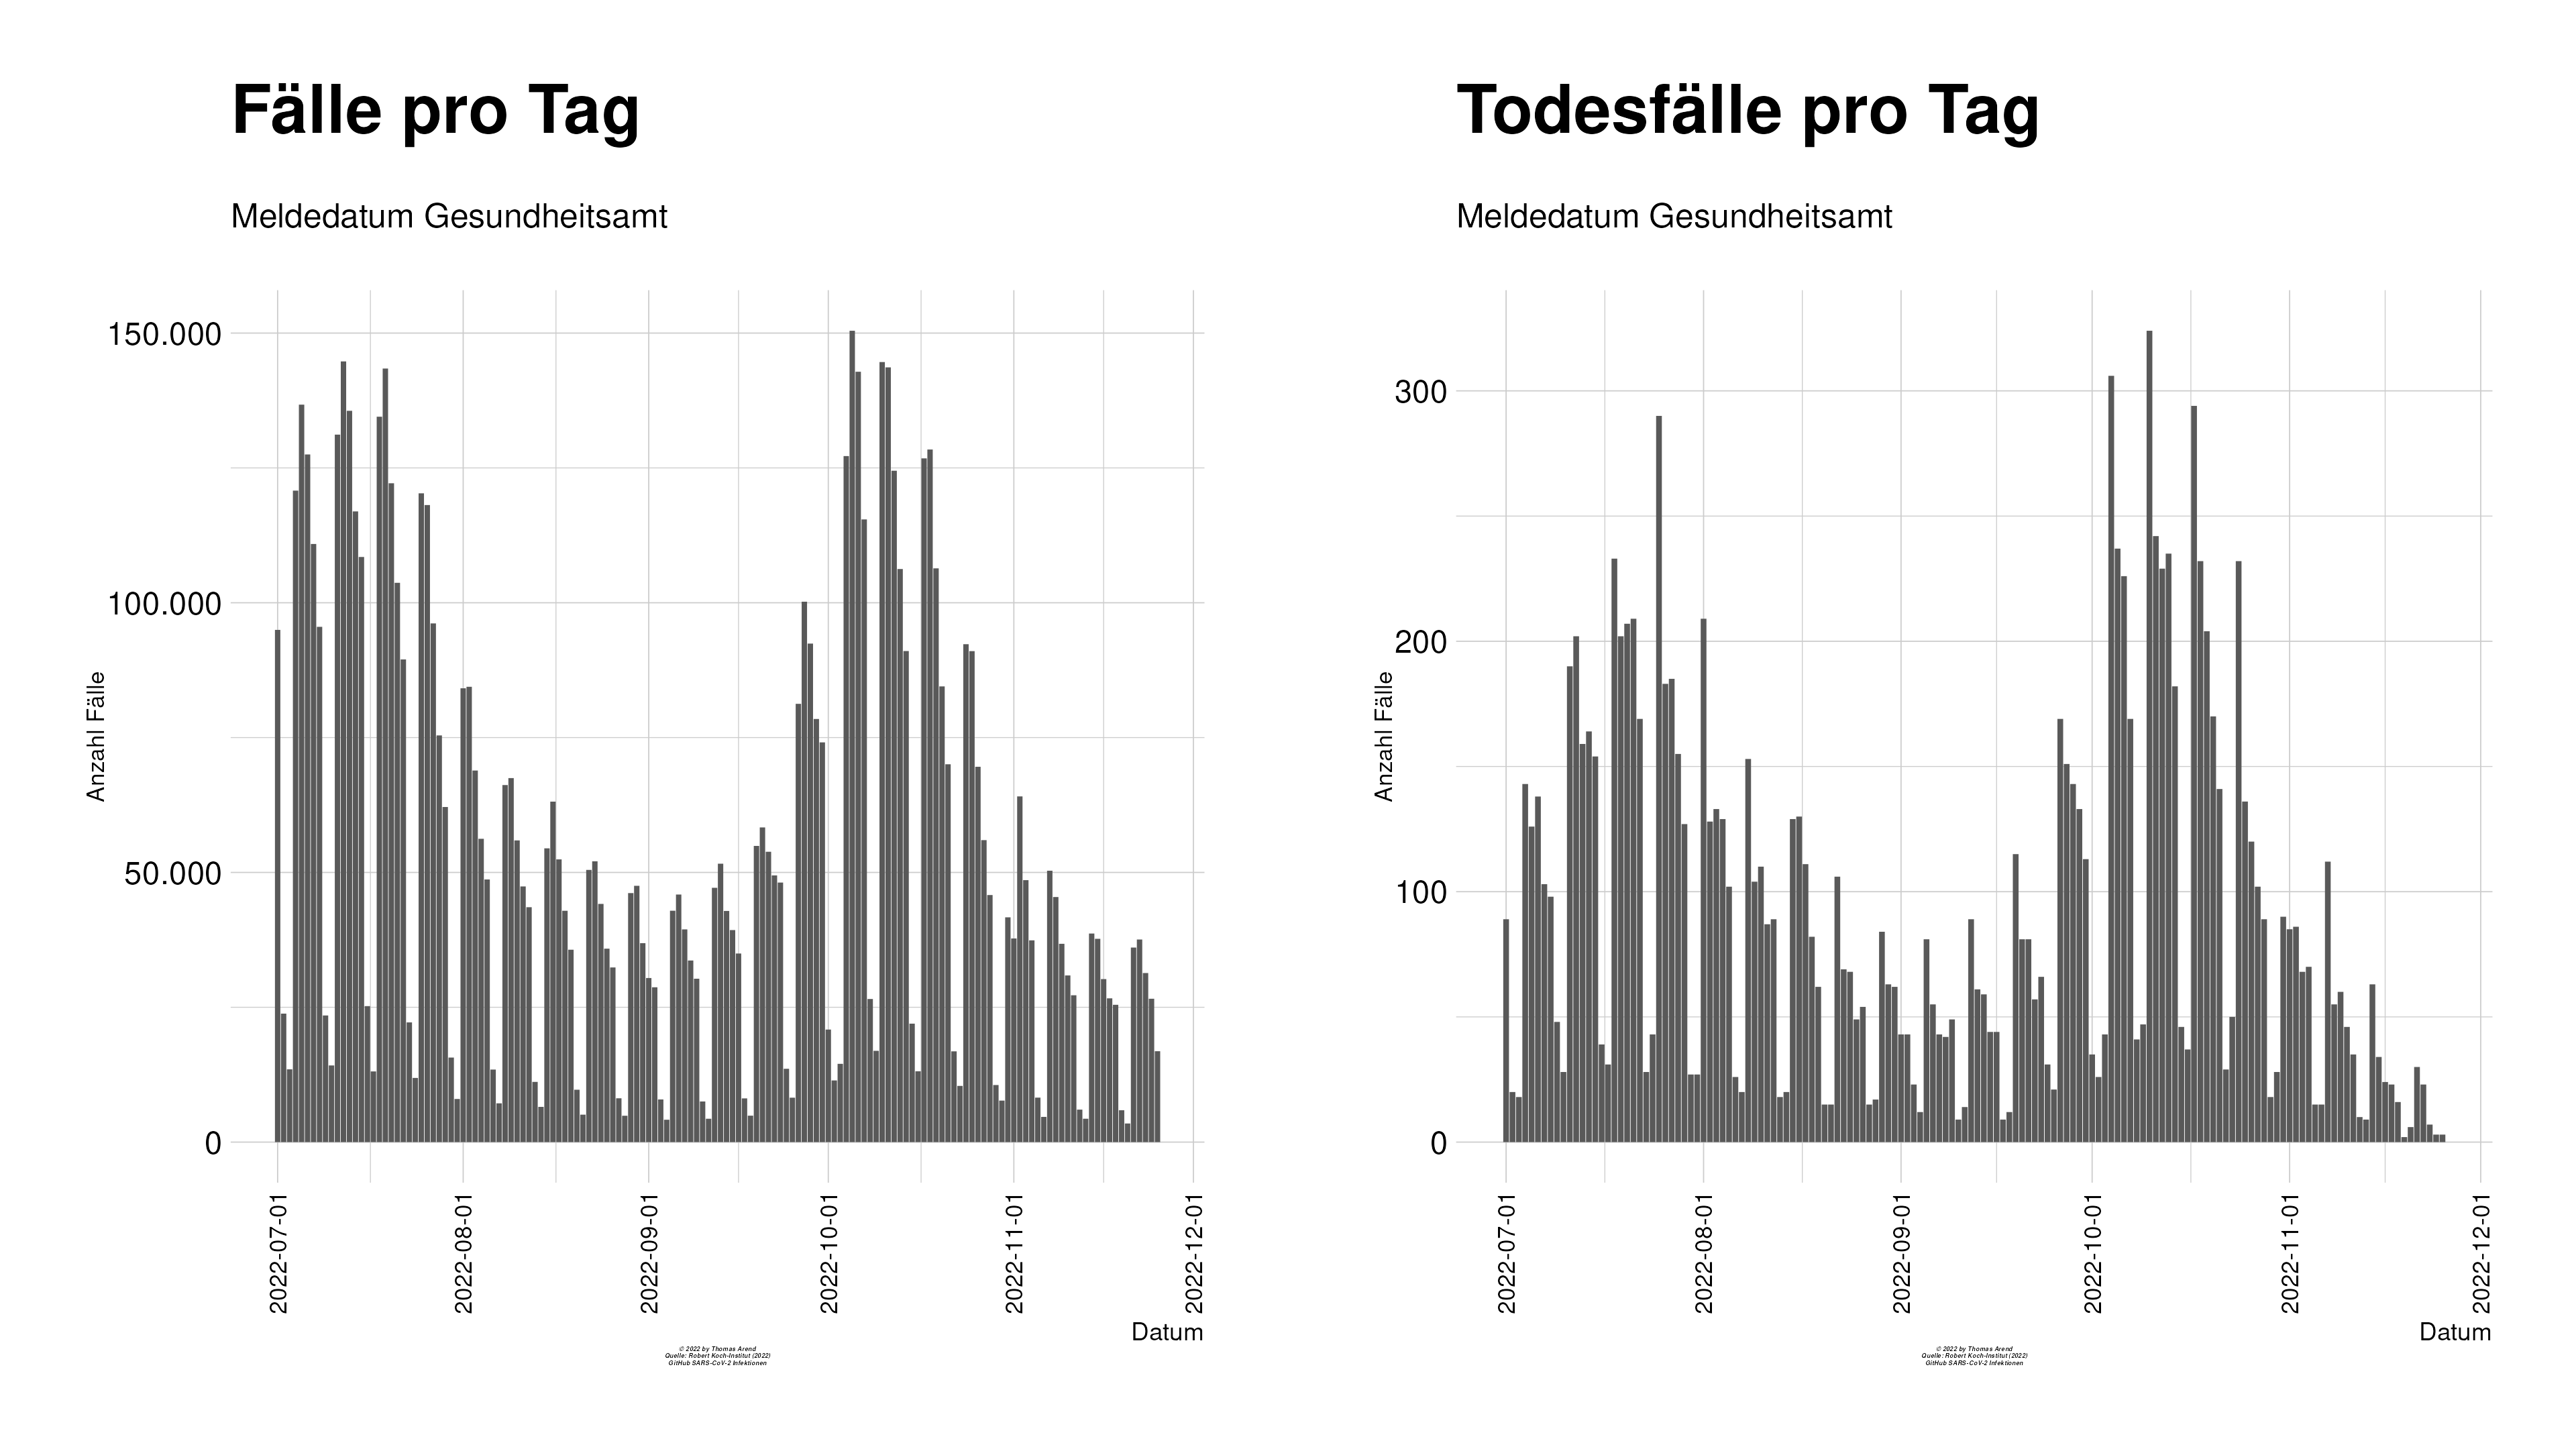 Fälle pro Tag
Meldedatum Gesundheitsamt
Anzahl Fälle
150.000
100.000
50.000
0
2022-07-01
2022-08-01
2022-09-01
2022-10-01
2022-11-01
2022-12-01
Datum
© 2022 by Thomas Arend
Quelle: Robert Koch-Institut (2022)
GitHub SARS-CoV-2 Infektionen
Todesfälle pro Tag
Meldedatum Gesundheitsamt
Anzahl Fälle
300
200
100
0
2022-07-01
2022-08-01
2022-09-01
2022-10-01
2022-11-01
2022-12-01
Datum
© 2022 by Thomas Arend
Quelle: Robert Koch-Institut (2022)
GitHub SARS-CoV-2 Infektionen